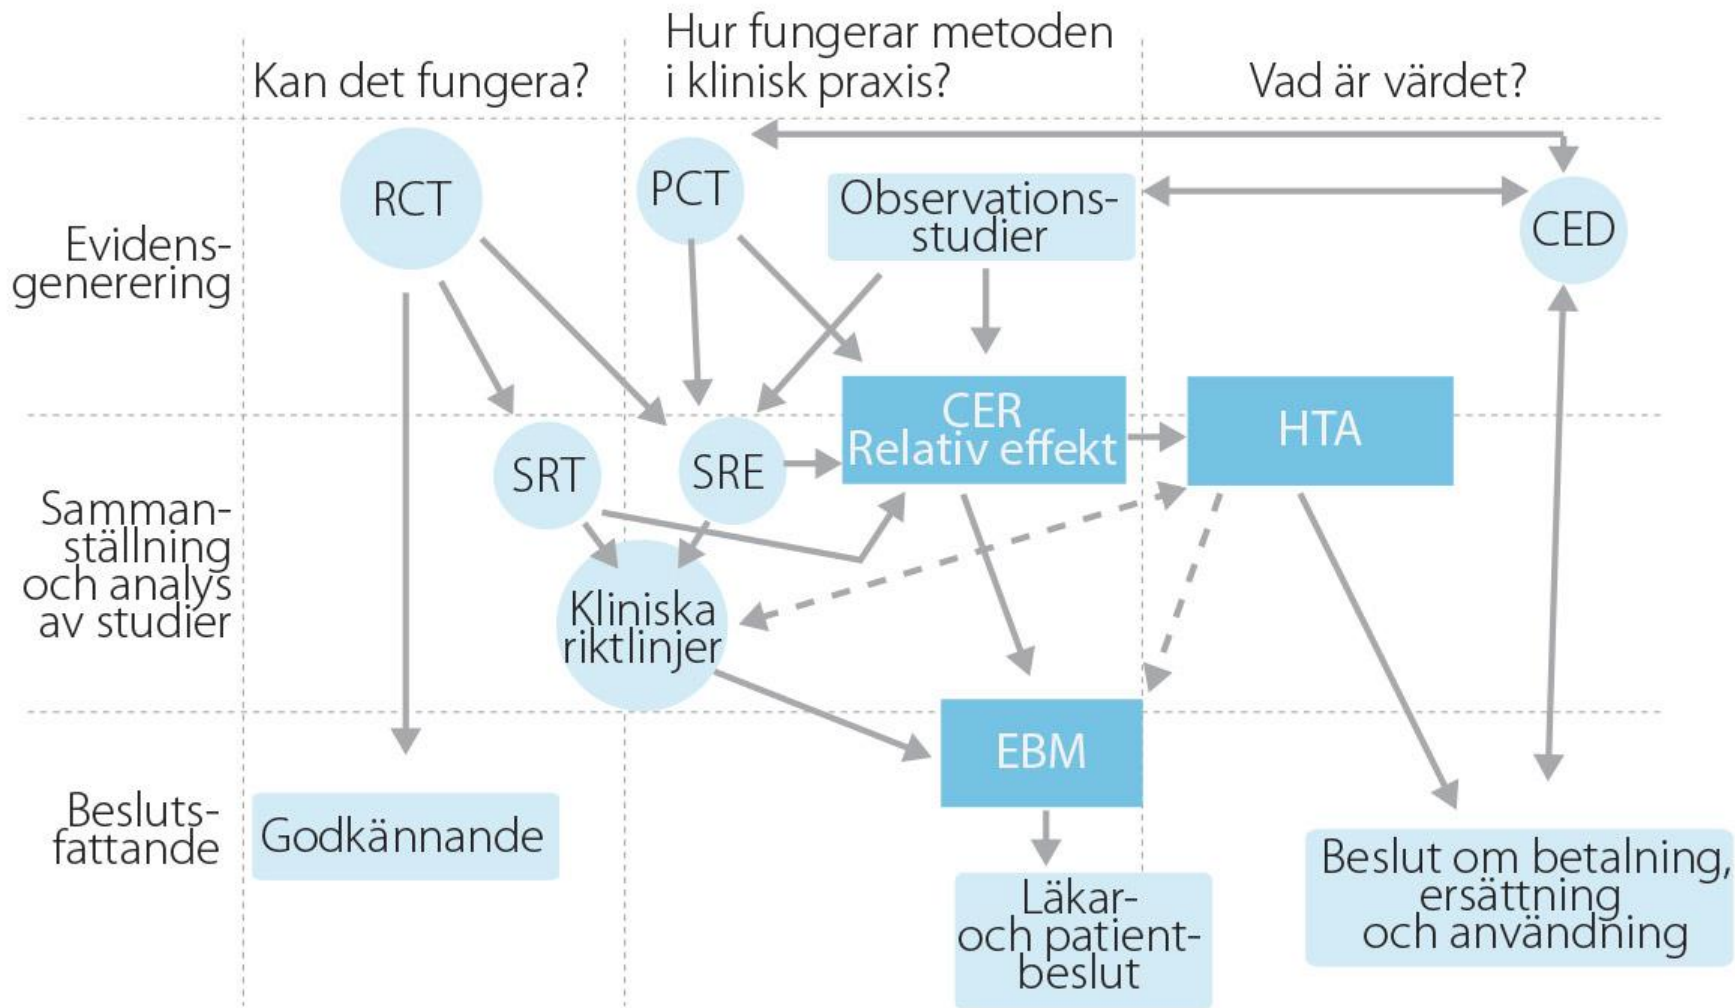 Kan det fungera?
Hur fungerar metoden
i klinisk praxis?
Vad är värdet?
Evidens-
generering
RCT
PCT
Observations-
studier
CED
Samman-
ställning
och analys
av studier
SRT
SRE
CER
Relativ effekt
HTA
Kliniska
riktlinjer
Besluts-
fattande
Godkännande
EBM
Läkar-
och patient-
beslut
Beslut om betalning,
ersättning
och användning